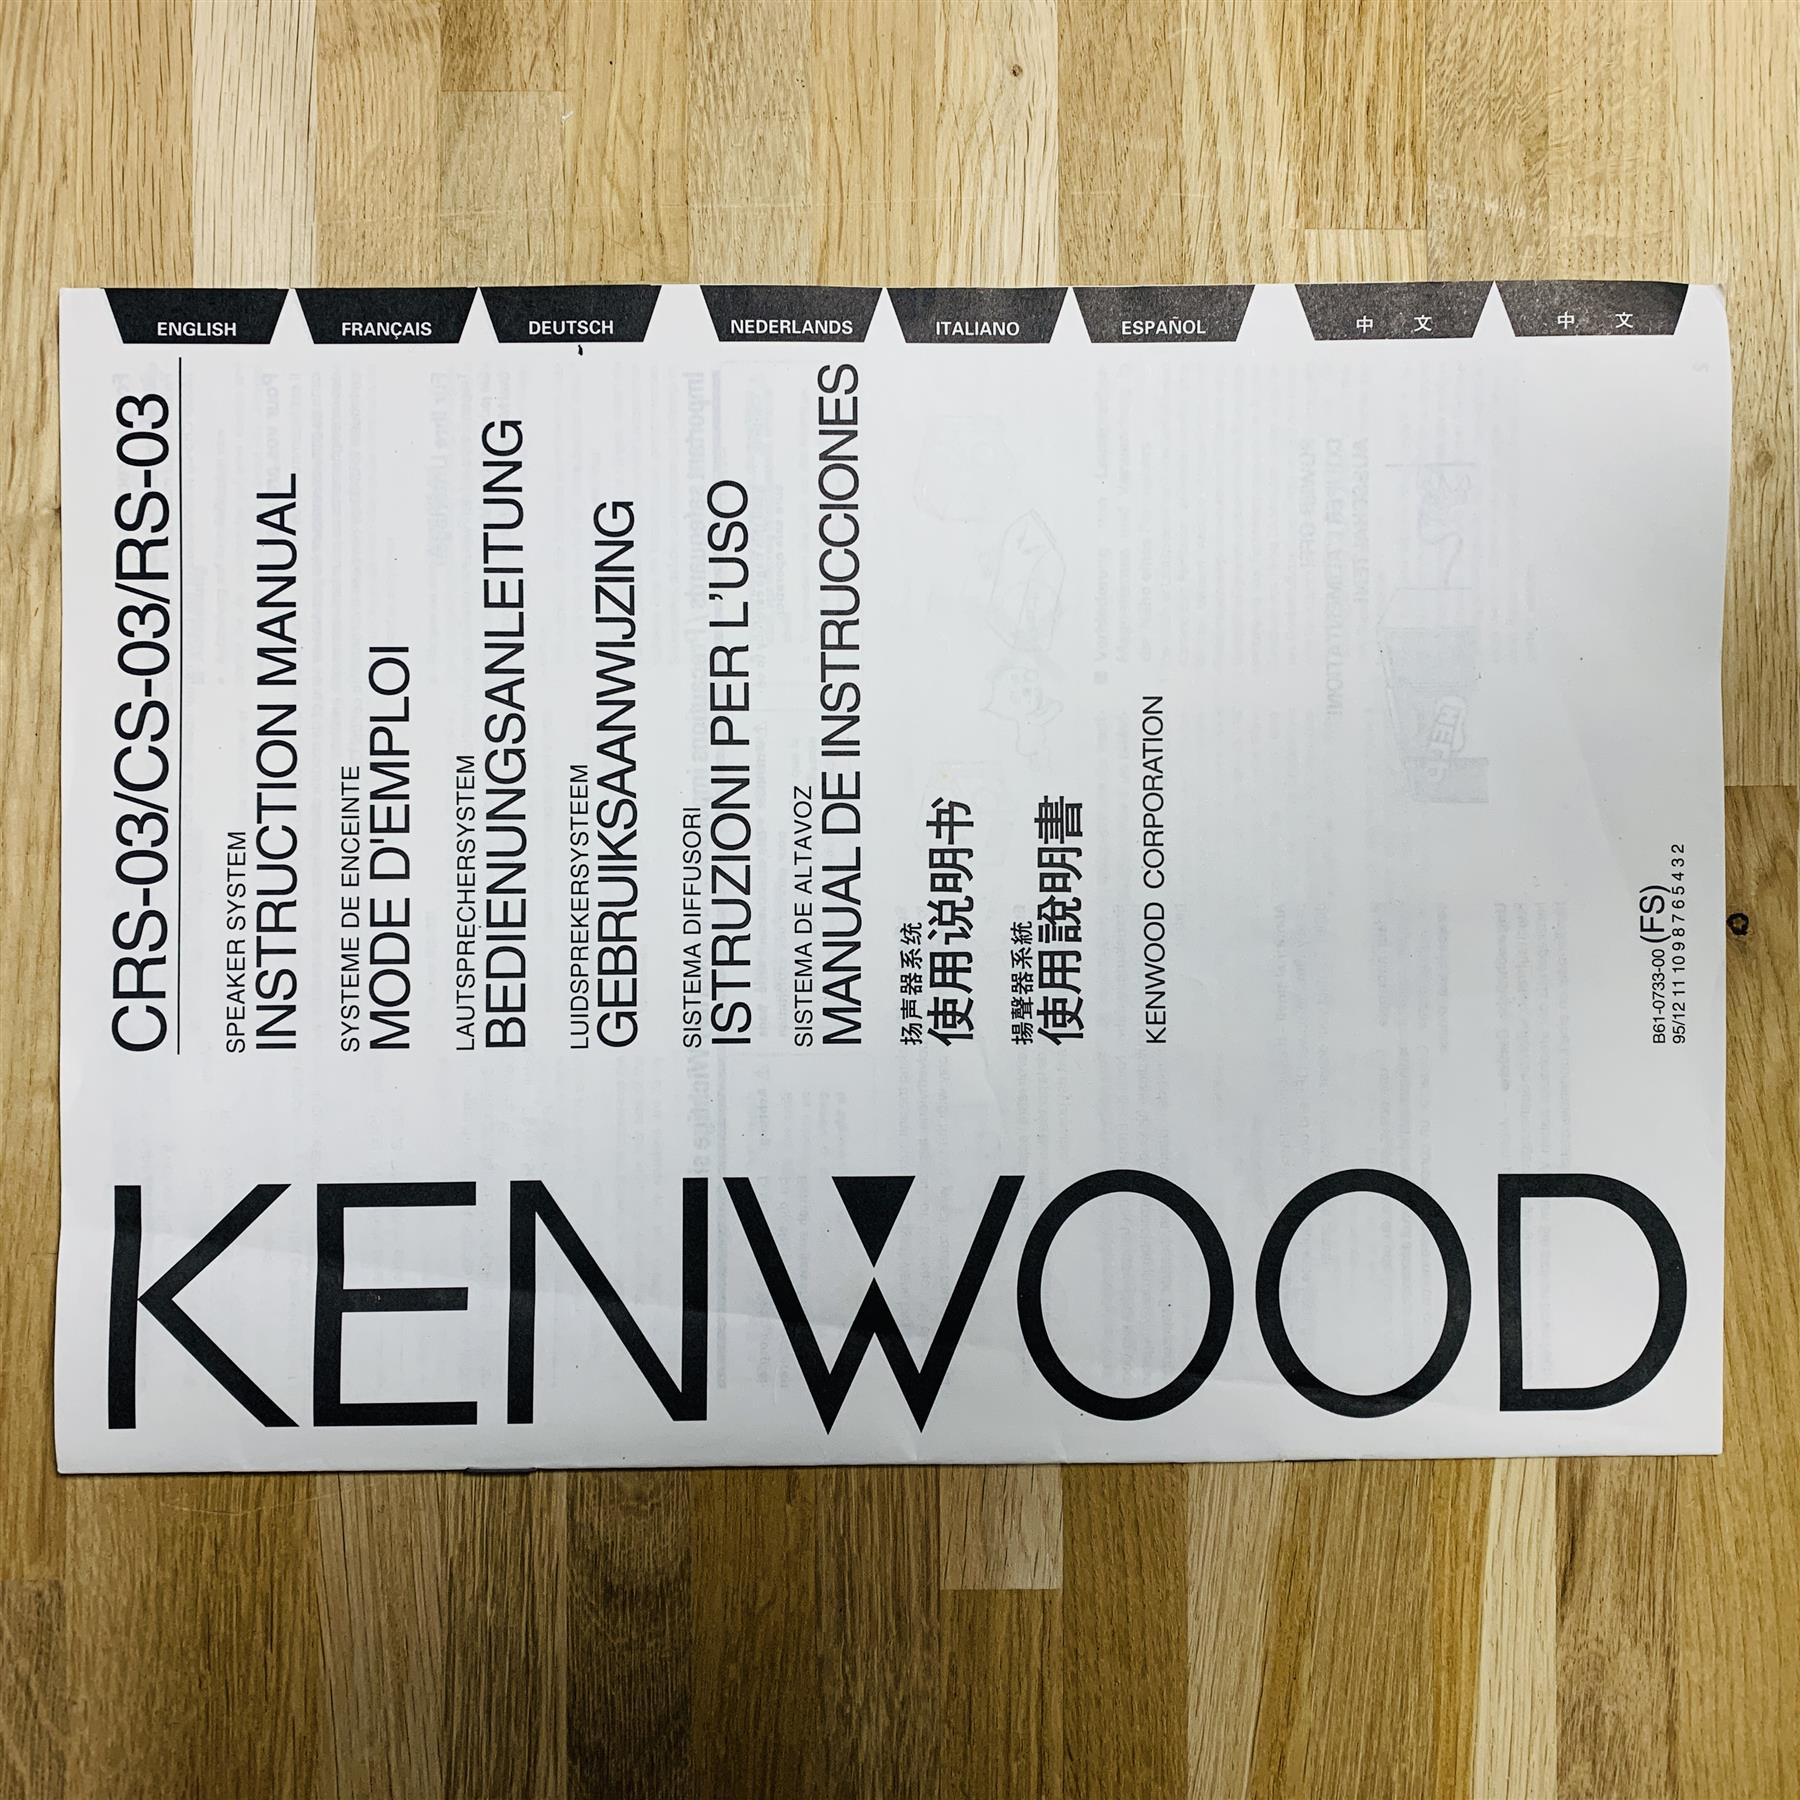 KENWOOD
CRS-03/CS-03/RS-03
SPEAKER SYSTEM
INSTRUCTION MANUAL
SYSTEME DE ENCEINTE
MODE D'EMPLOI
LAUTSPRECHERSYSTEM
BEDIENUNGSANLEITUNG
LUIDSPREKERSYSTEEM
GEBRUIKSAANWIJZING
SISTEMA DIFFUSORI
ISTRUZIONI PER L'USO
SISTEMA DE ALTAVOZ
MANUAL DE INSTRUCCIONES
扬声器系统
使用说明书
揚聲器系統
使用說明書
KENWOOD CORPORATION
B61-0733-00 (FS)
95/12 11 10 9 8 7 6 5 4 3 2
ENGLISH
FRANÇAIS
DEUTSCH
NEDERLANDS
ITALIANO
ESPAÑOL
中 文
中 文